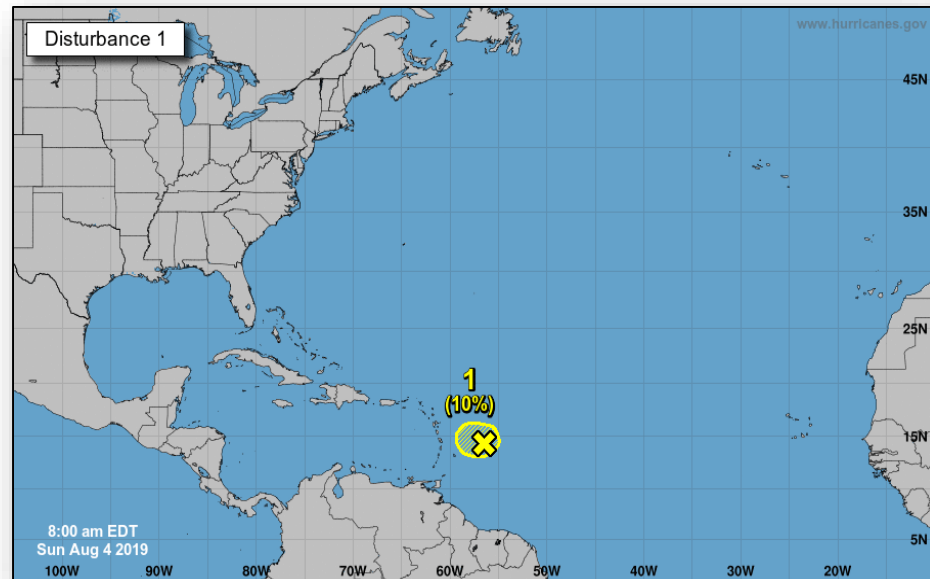 Disturbance 1
www.hurricanes.gov
45N
35N
25N
1
(10%)
15N
8:00 am EDT
Sun Aug 4 2019
5N
100W 90W 80W 70W 60W 50W 40W 30W 20W